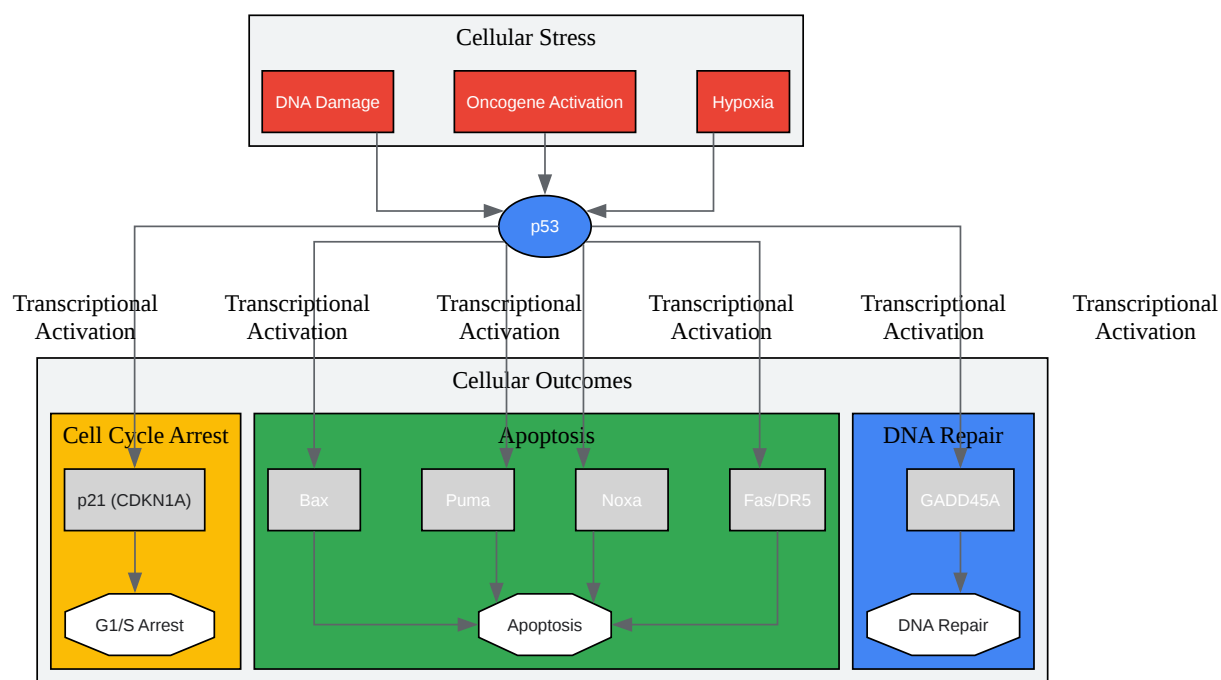 Cellular Stress
DNA Damage
Oncogene Activation
Hypoxia
p53
Transcriptional
Activation
Transcriptional
Activation
Transcriptional
Activation
Transcriptional
Activation
Transcriptional
Activation
Transcriptional
Activation
Cellular Outcomes
Cell Cycle Arrest
p21 (CDKN1A)
G1/S Arrest
Apoptosis
Bax
Puma
Noxa
Fas/DR5
Apoptosis
DNA Repair
GADD45A
DNA Repair